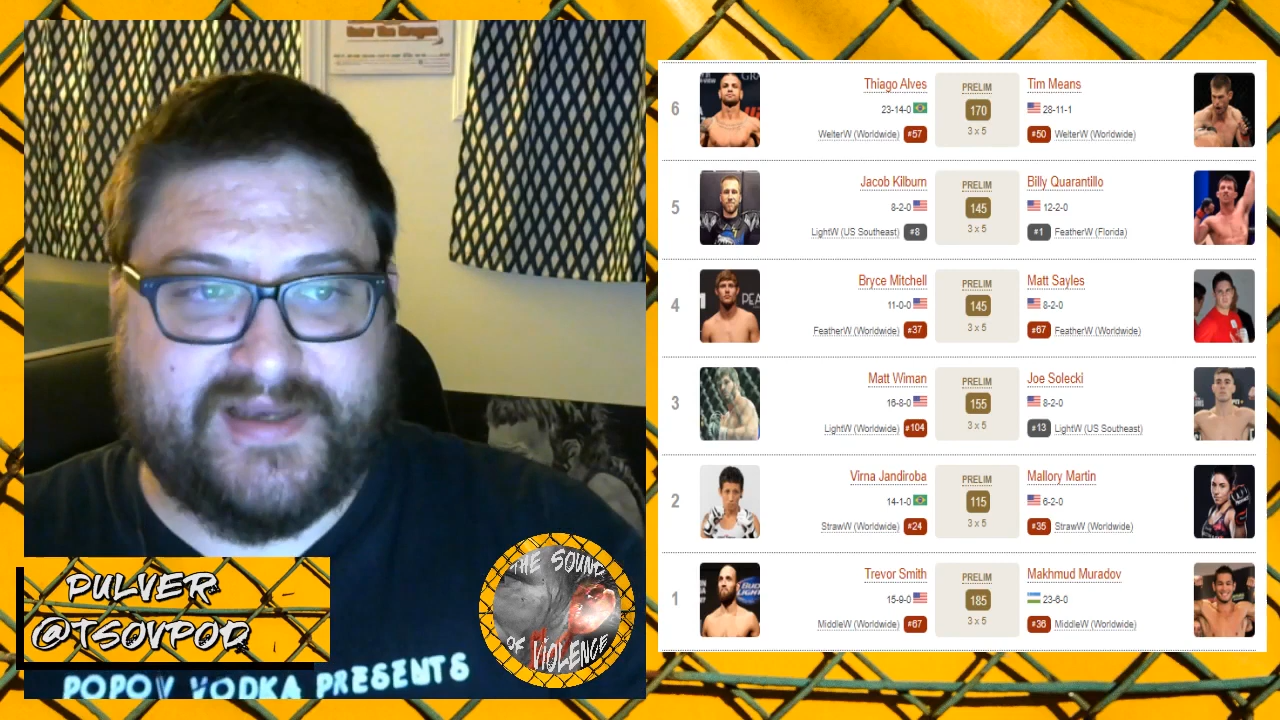 PULVER
@TSOVPOD
POPOV VODKA PRESENTS
THE SOUND
OF VIOLENCE
6
Thiago Alves
23-14-0
WelterW (Worldwide) #57
PRELIM
170
3 x 5
Tim Means
28-11-1
#50 WelterW (Worldwide)
5
Jacob Kilburn
8-2-0
LightW (US Southeast) #8
PRELIM
145
3 x 5
Billy Quarantillo
12-2-0
#1 FeatherW (Florida)
4
Bryce Mitchell
11-0-0
FeatherW (Worldwide) #37
PRELIM
145
3 x 5
Matt Sayles
8-2-0
#67 FeatherW (Worldwide)
3
Matt Wiman
16-8-0
LightW (Worldwide) #104
PRELIM
155
3 x 5
Joe Solecki
8-2-0
#13 LightW (US Southeast)
2
Virna Jandiroba
14-1-0
StrawW (Worldwide) #24
PRELIM
115
3 x 5
Mallory Martin
6-2-0
#35 StrawW (Worldwide)
1
Trevor Smith
15-9-0
MiddleW (Worldwide) #67
PRELIM
185
3 x 5
Makhmud Muradov
23-6-0
#36 MiddleW (Worldwide)